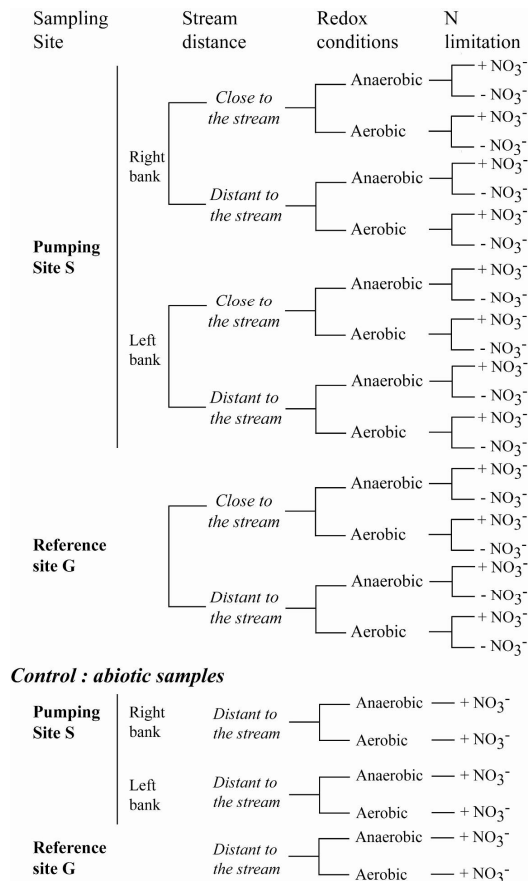 Sampling Site
Stream distance
Redox conditions
N limitation
Pumping Site S
Right bank
Close to the stream
Anaerobic
+ NO3-
- NO3-
Aerobic
+ NO3-
- NO3-
Distant to the stream
Anaerobic
+ NO3-
- NO3-
Aerobic
+ NO3-
- NO3-
Left bank
Close to the stream
Anaerobic
+ NO3-
- NO3-
Aerobic
+ NO3-
- NO3-
Distant to the stream
Anaerobic
+ NO3-
- NO3-
Aerobic
+ NO3-
- NO3-
Reference site G
Close to the stream
Anaerobic
+ NO3-
- NO3-
Aerobic
+ NO3-
- NO3-
Distant to the stream
Anaerobic
+ NO3-
- NO3-
Aerobic
+ NO3-
- NO3-
Control : abiotic samples
Pumping Site S
Right bank
Distant to the stream
Anaerobic
+ NO3-
Aerobic
+ NO3-
Left bank
Distant to the stream
Anaerobic
+ NO3-
Aerobic
+ NO3-
Reference site G
Distant to the stream
Anaerobic
+ NO3-
Aerobic
+ NO3-